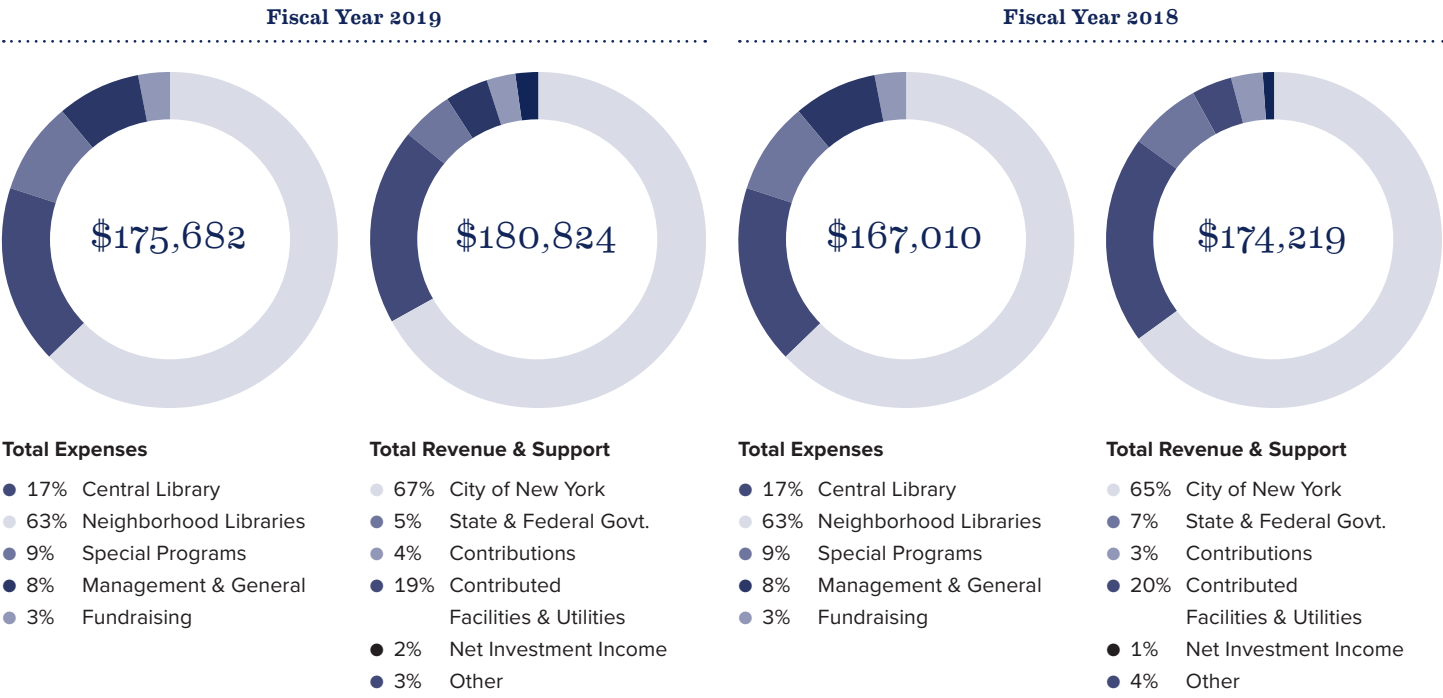 Fiscal Year 2019
$175,682
Total Expenses
17% Central Library
63% Neighborhood Libraries
9% Special Programs
8% Management & General
3% Fundraising
$180,824
Total Revenue & Support
67% City of New York
5% State & Federal Govt.
4% Contributions
19% Contributed
Facilities & Utilities
2% Net Investment Income
3% Other
Fiscal Year 2018
$167,010
Total Expenses
17% Central Library
63% Neighborhood Libraries
9% Special Programs
8% Management & General
3% Fundraising
$174,219
Total Revenue & Support
65% City of New York
7% State & Federal Govt.
3% Contributions
20% Contributed
Facilities & Utilities
1% Net Investment Income
4% Other